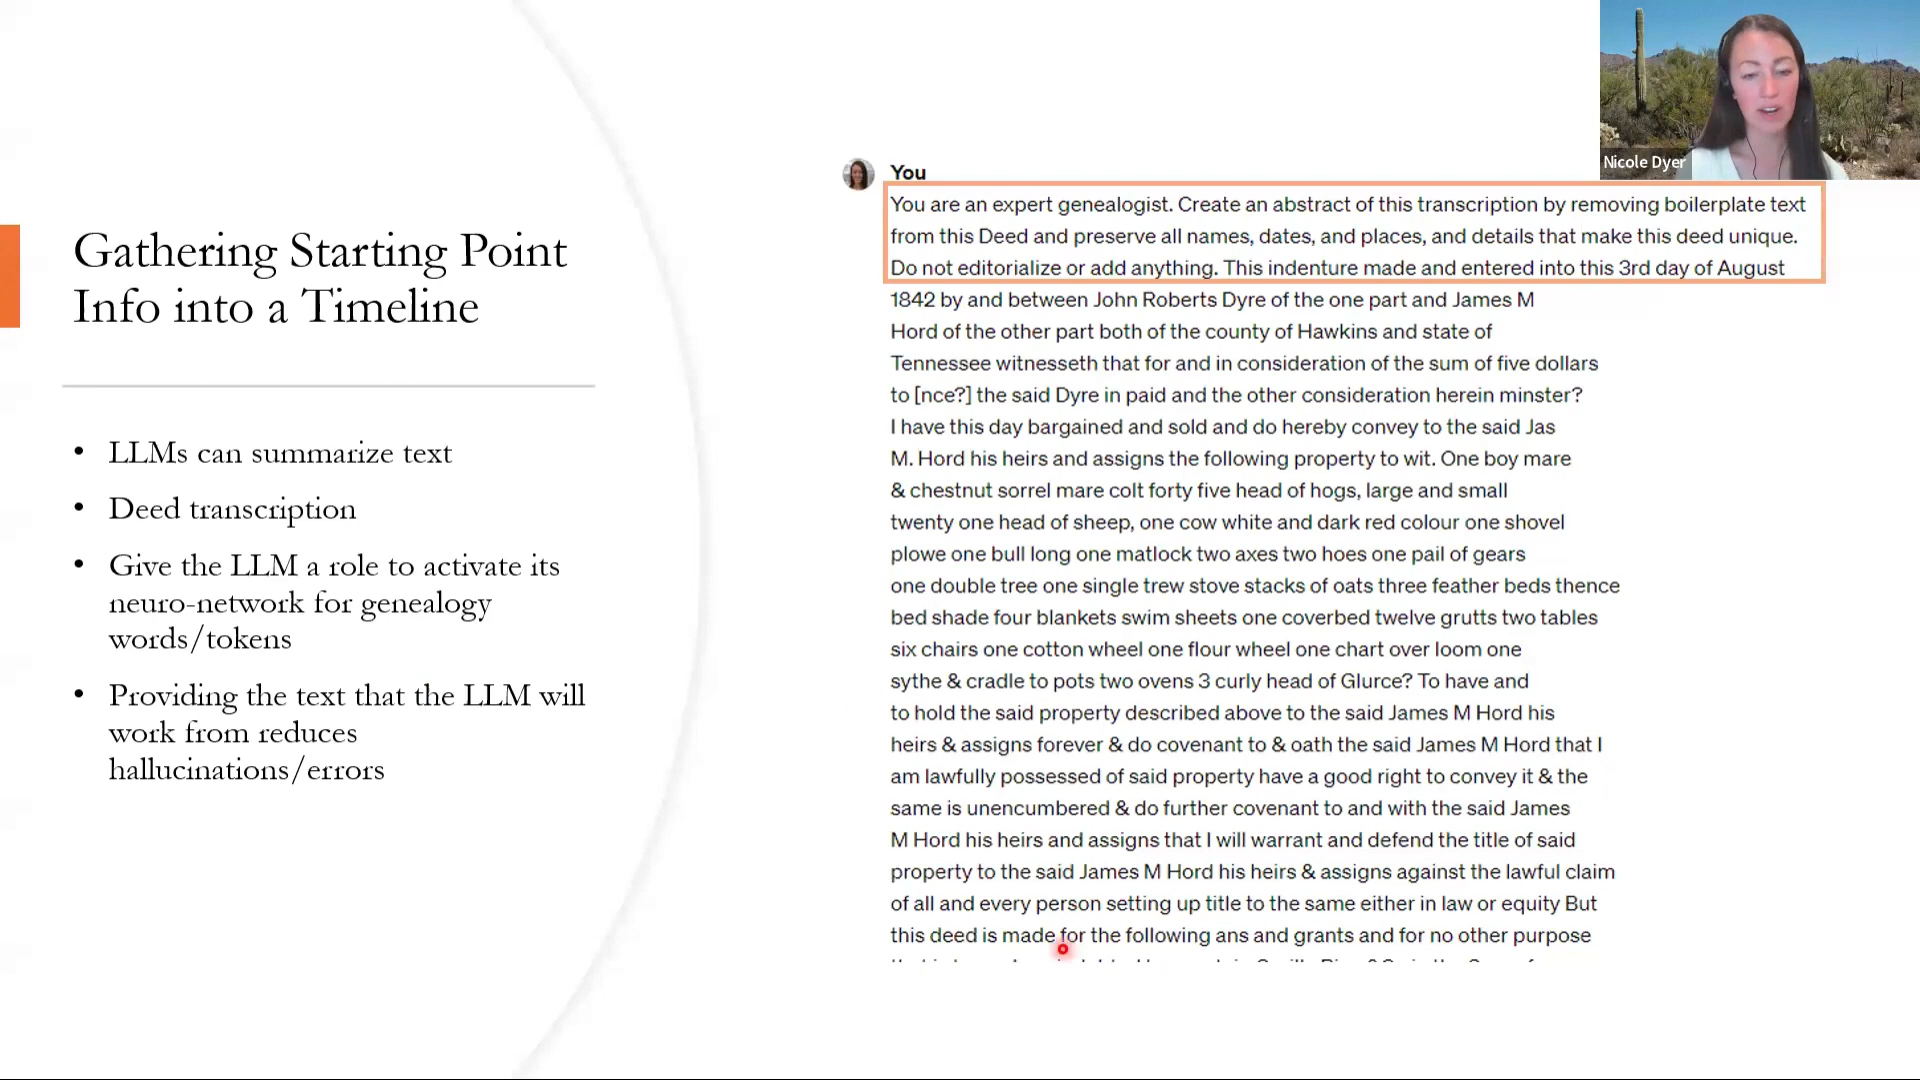 Gathering Starting Point
Info into a Timeline
• LLMs can summarize text
• Deed transcription
• Give the LLM a role to activate its
neuro-network for genealogy
words/tokens
• Providing the text that the LLM will
work from reduces
hallucinations/errors
You
You are an expert genealogist. Create an abstract of this transcription by removing boilerplate text
from this Deed and preserve all names, dates, and places, and details that make this deed unique.
Do not editorialize or add anything. This indenture made and entered into this 3rd day of August
1842 by and between John Roberts Dyre of the one part and James M
Hord of the other part both of the county of Hawkins and state of
Tennessee witnesseth that for and in consideration of the sum of five dollars
to [nce?] the said Dyre in paid and the other consideration herein minster?
I have this day bargained and sold and do hereby convey to the said Jas
M. Hord his heirs and assigns the following property to wit. One boy mare
& chestnut sorrel mare colt forty five head of hogs, large and small
twenty one head of sheep, one cow white and dark red colour one shovel
plowe one bull long one matlock two axes two hoes one pail of gears
one double tree one single trew stove stacks of oats three feather beds thence
bed shade four blankets swim sheets one coverbed twelve grutts two tables
six chairs one cotton wheel one flour wheel one chart over loom one
sythe & cradle to pots two ovens 3 curly head of Glurce? To have and
to hold the said property described above to the said James M Hord his
heirs & assigns forever & do covenant to & oath the said James M Hord that I
am lawfully possessed of said property have a good right to convey it & the
same is unencumbered & do further covenant to and with the said James
M Hord his heirs and assigns that I will warrant and defend the title of said
property to the said James M Hord his heirs & assigns against the lawful claim
of all and every person setting up title to the same either in law or equity But
this deed is made for the following ans and grants and for no other purpose
Nicole Dyer